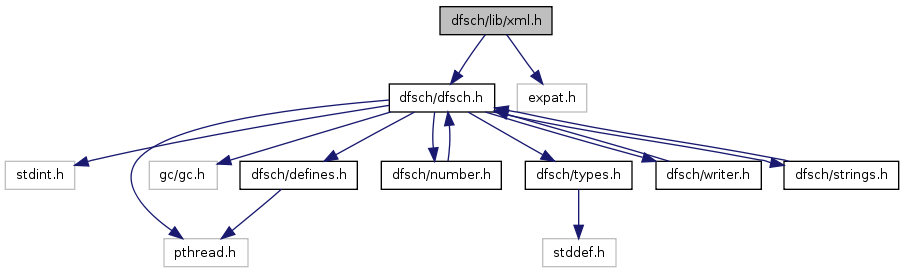 dfsch/lib/xml.h
dfsch/dfsch.h
expat.h
stdint.h
gc/gc.h
dfsch/defines.h
dfsch/number.h
dfsch/types.h
dfsch/writer.h
dfsch/strings.h
pthread.h
stddef.h